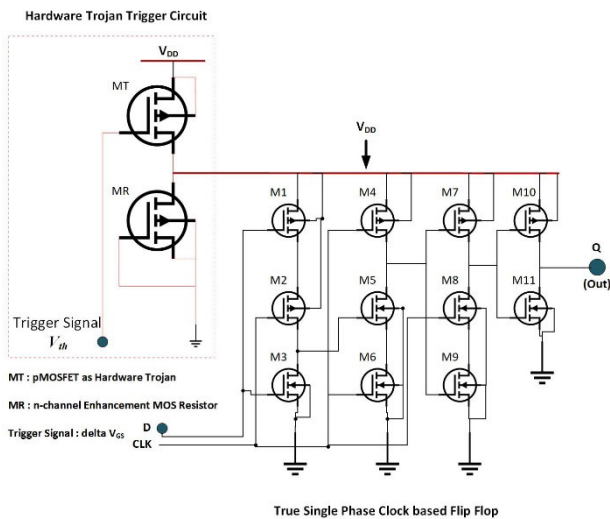 Hardware Trojan Trigger Circuit
VDD
MT
MR
Trigger Signal
Vth
MT : pMOSFET as Hardware Trojan
MR : n-channel Enhancement MOS Resistor
Trigger Signal : delta VGS
D
CLK
VDD
M1
M4
M7
M10
M2
M5
M8
M11
M3
M6
M9
Q
(Out)
True Single Phase Clock based Flip Flop